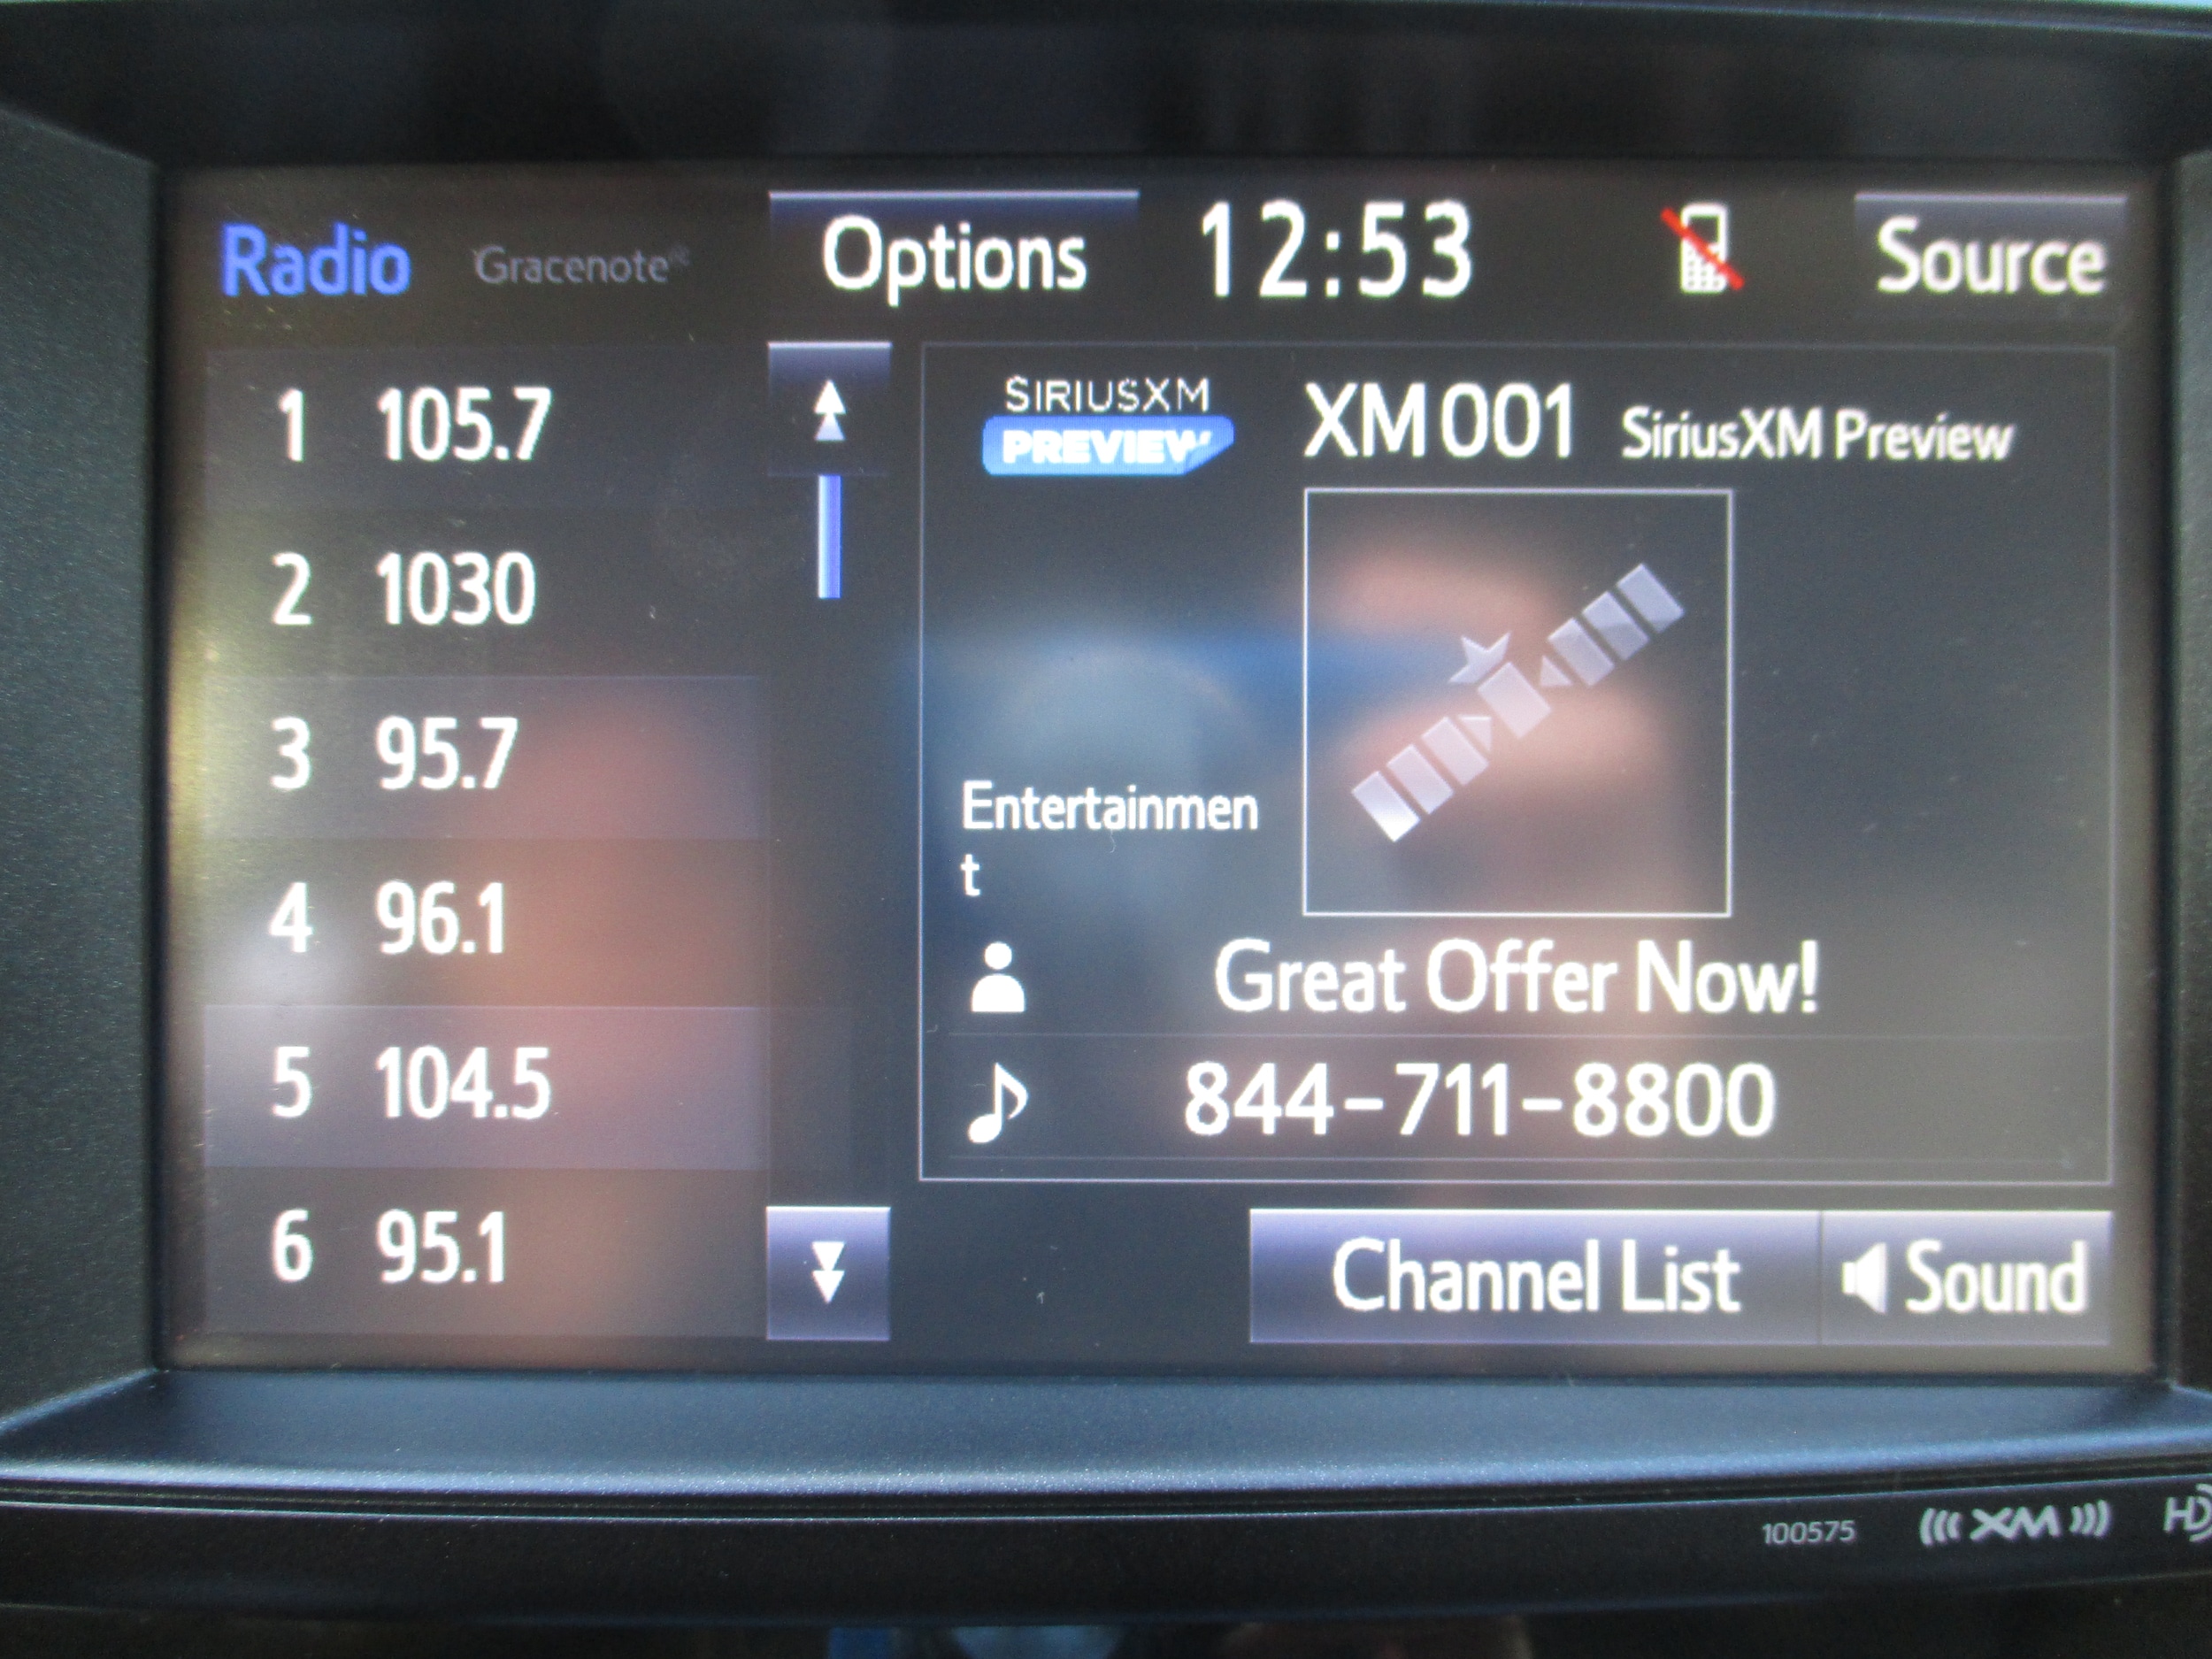 Radio Gracenote Options 12:53 Source
1 105.7
2 1030
3 95.7
4 96.1
5 104.5
6 95.1
SIRIUSXM
PREVIEW
XM001 SiriusXM Preview
Entertainmen
t
Great Offer Now!
844-711-8800
Channel List Sound
100575 XM HD